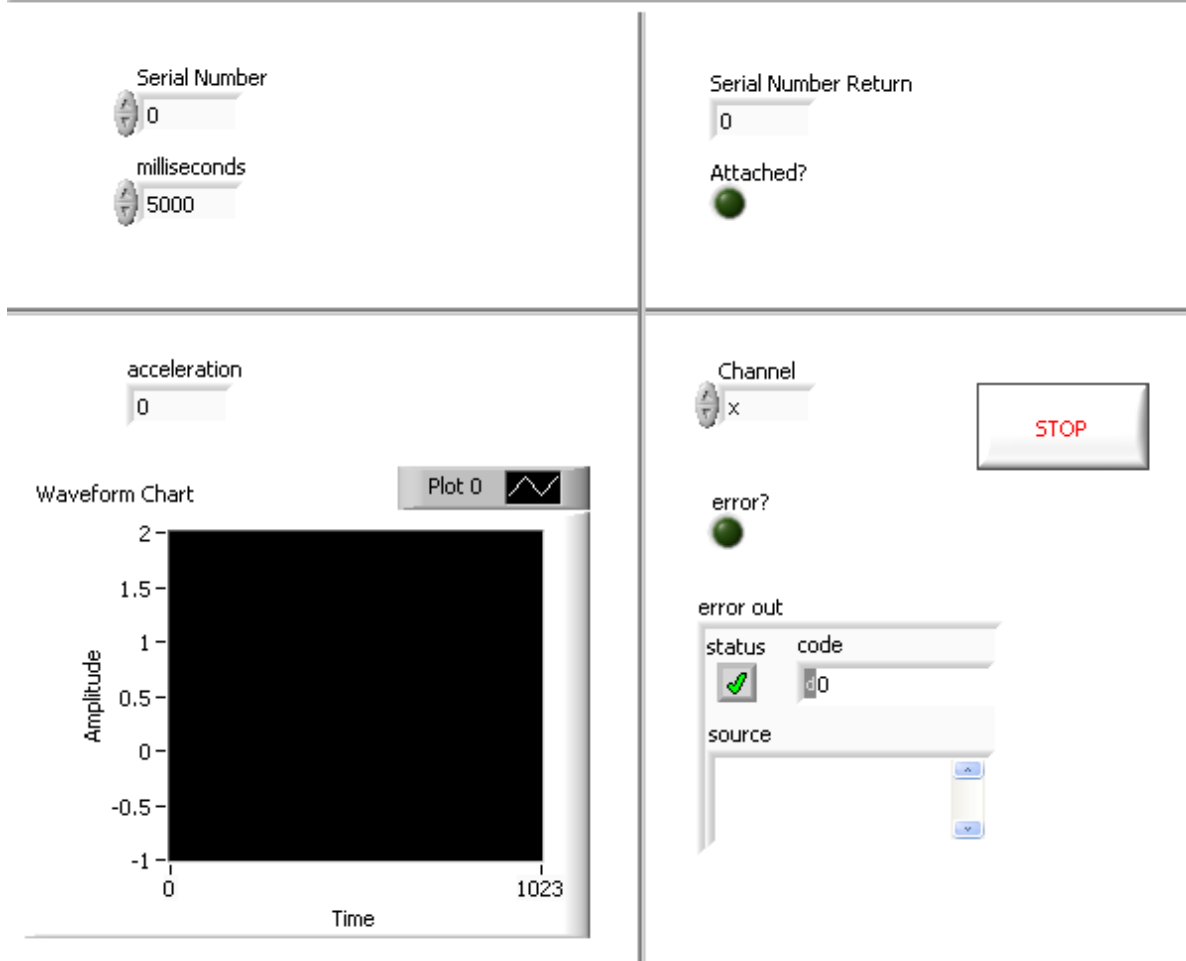 Serial Number
0
milliseconds
5000
Serial Number Return
0
Attached?
acceleration
0
Waveform Chart
Plot 0
2
1.5
1
0.5
0
-0.5
-1
Amplitude
0
1023
Time
Channel
x
STOP
error?
error out
status
code
d0
source